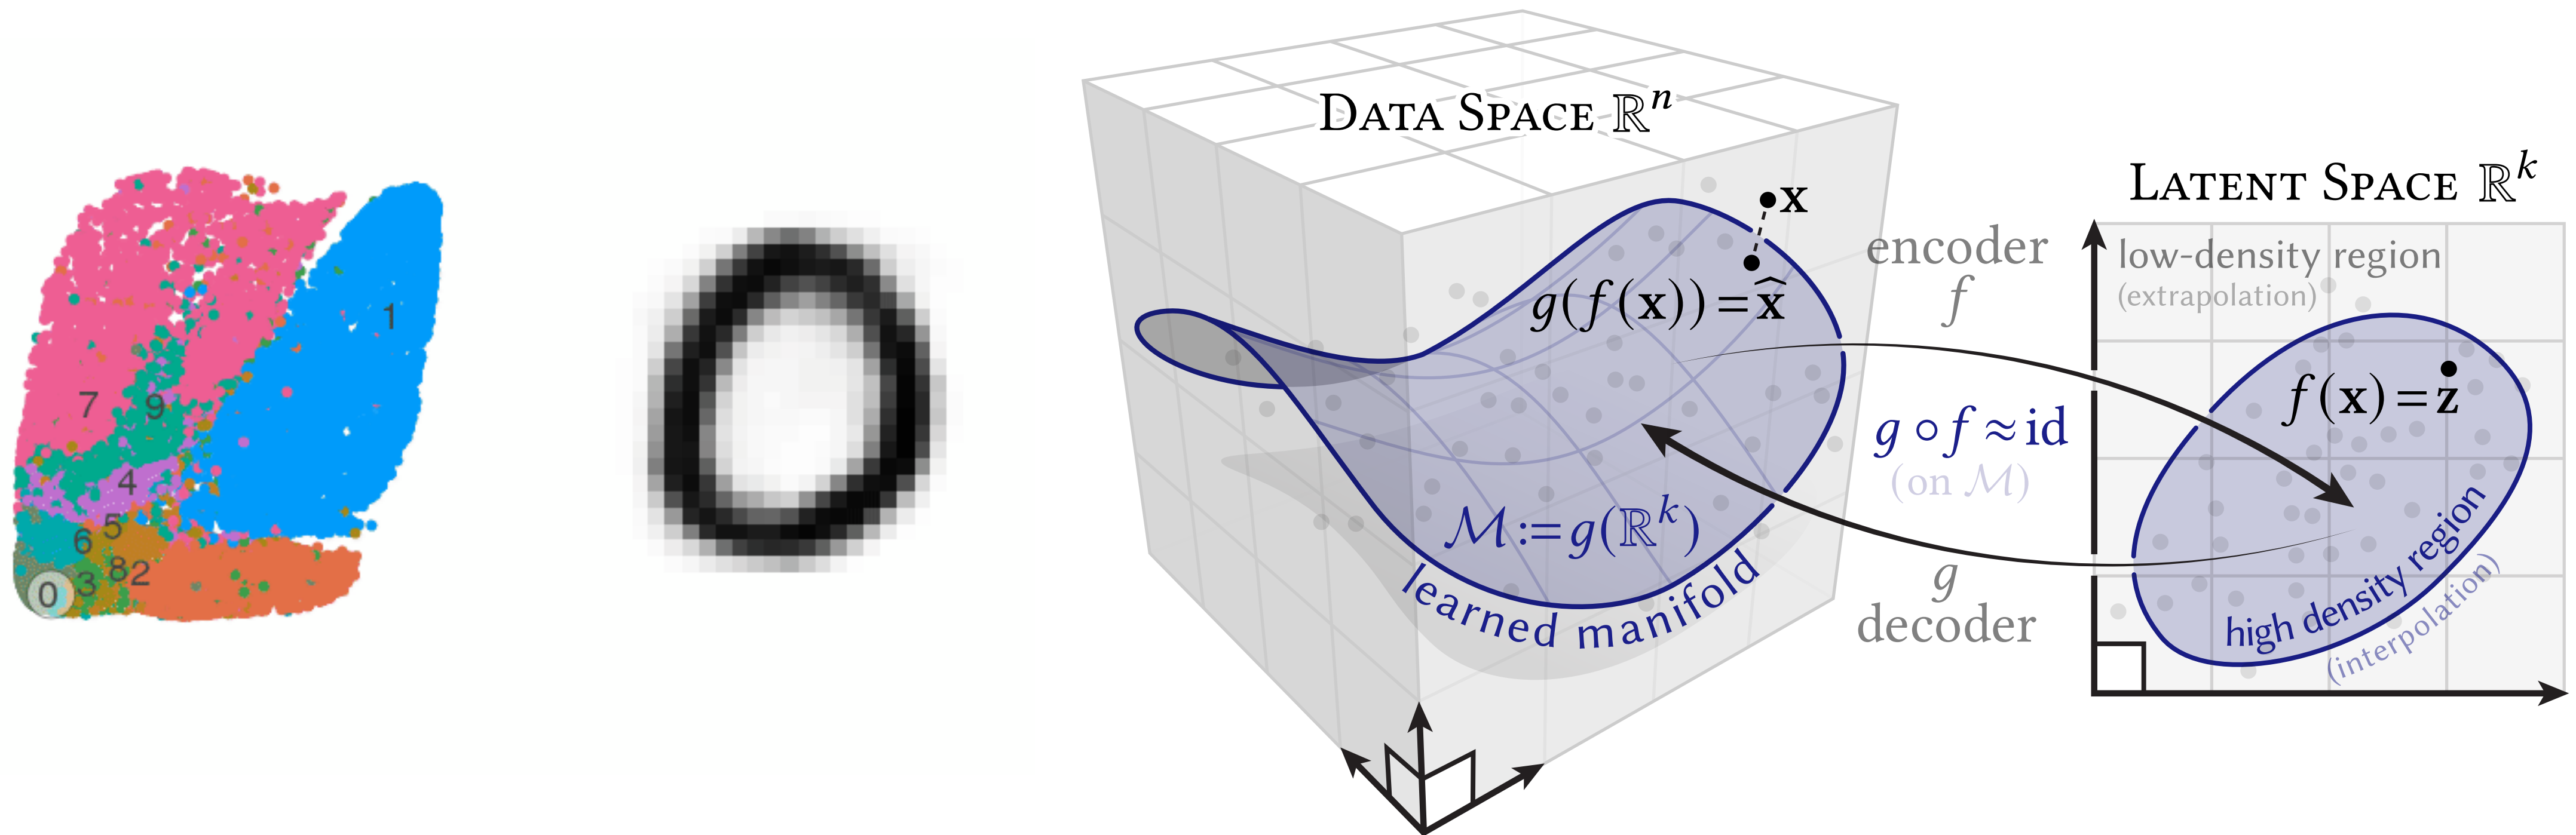 7
9
1
4
5
6
3
8
2
0
DATA SPACE ℝⁿ
x
g(f(x)) = x̂
ℳ := g(ℝᵏ)
learned manifold
encoder
f
g ∘ f ≈ id
(on ℳ)
g
decoder
LATENT SPACE ℝᵏ
low-density region
(extrapolation)
f(x) = z
high density region
(interpolation)